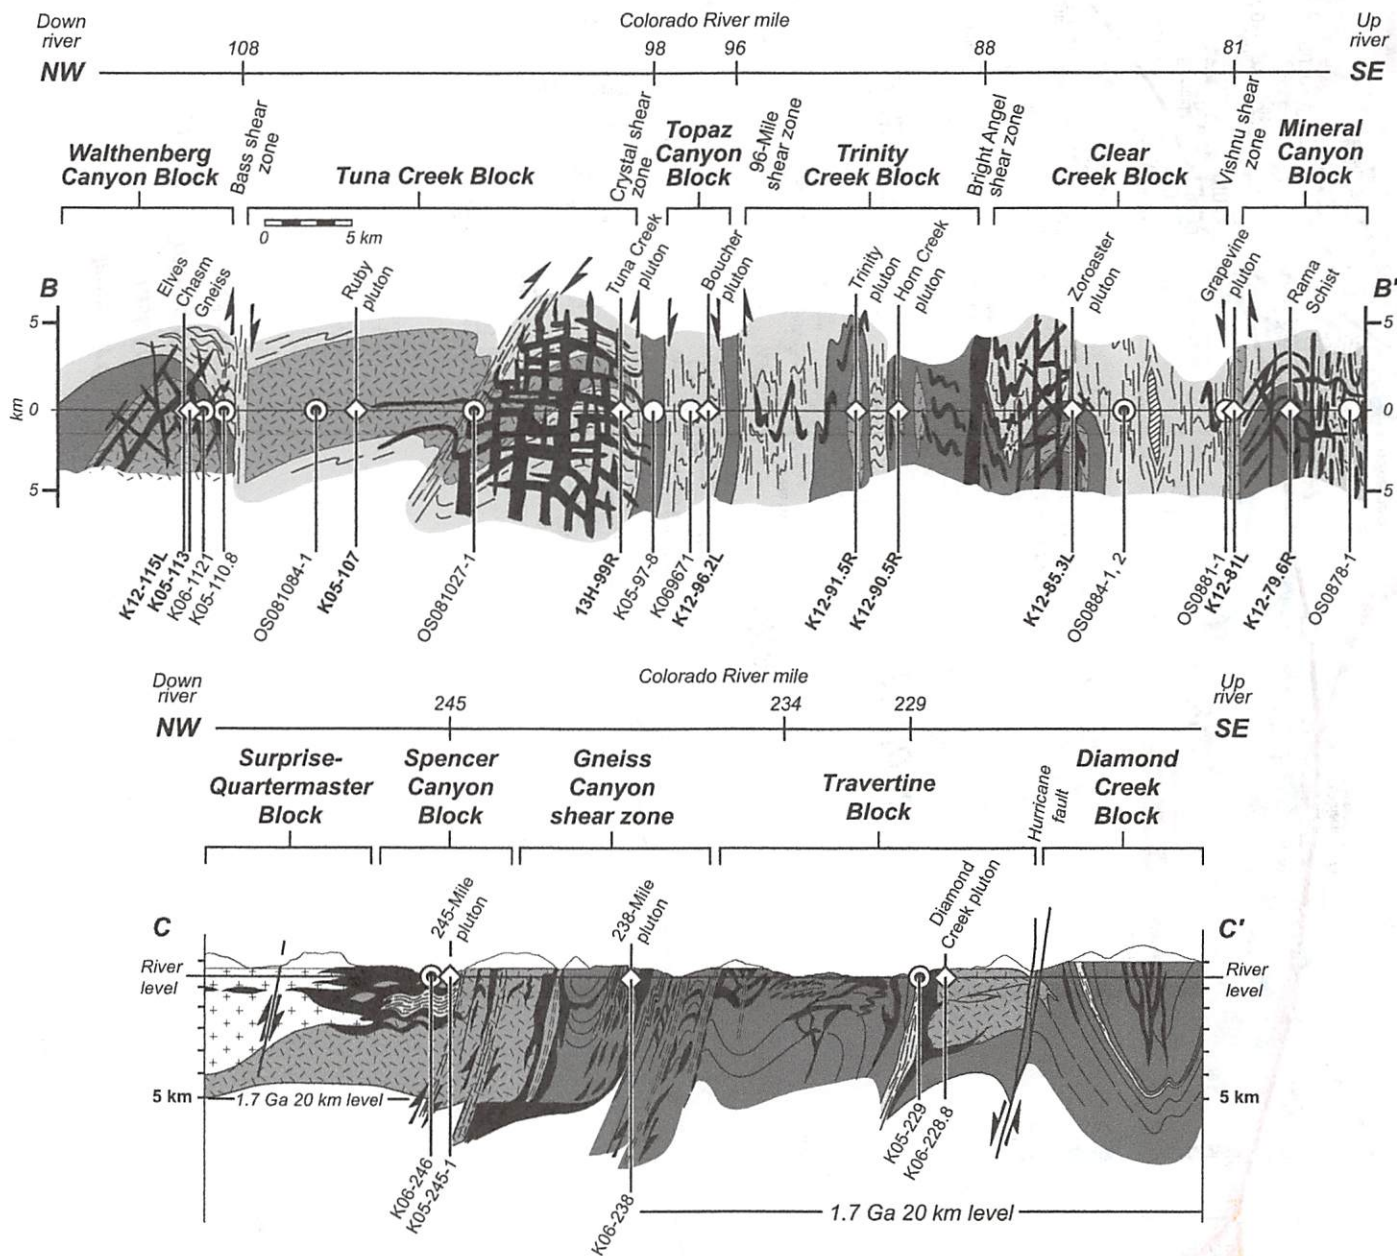 Down
river
NW
Colorado River mile
Up
river
SE
108
98
96
88
81
Walthenberg
Canyon Block
Bass shear
zone
Tuna Creek Block
Crystal shear
zone
Topaz
Canyon
Block
96-Mile
shear zone
Trinity
Creek Block
Bright Angel
shear zone
Clear
Creek Block
Vishnu shear
zone
Mineral
Canyon
Block
0
5 km
Elves
Chasm
Gneiss
Ruby
pluton
Tuna Creek
pluton
Boucher
pluton
Trinity
pluton
Horn Creek
pluton
Zoroaster
pluton
Grapevine
pluton
Rama
Schist
B
B'
5
0
5
km
5
0
5
km
K12-115L
K05-113
K06-1121
K05-110.8
OS081084-1
K05-107
OS081027-1
13H-99R
K05-97-8
K069671
K12-96.2L
K12-91.5R
K12-90.5R
K12-85.3L
OS0884-1, 2
OS0881-1
K12-81L
K12-79.6R
OS0878-1
Down
river
NW
Colorado River mile
Up
river
SE
245
234
229
Surprise-
Quartermaster
Block
Spencer
Canyon
Block
Gneiss
Canyon
shear zone
Travertine
Block
Hurricane
fault
Diamond
Creek
Block
245-Mile
pluton
238-Mile
pluton
Diamond
Creek pluton
C
C'
River
level
River
level
5 km
1.7 Ga 20 km level
5 km
K06-246
K05-245-1
K06-238
K05-229
K06-228.8
1.7 Ga 20 km level